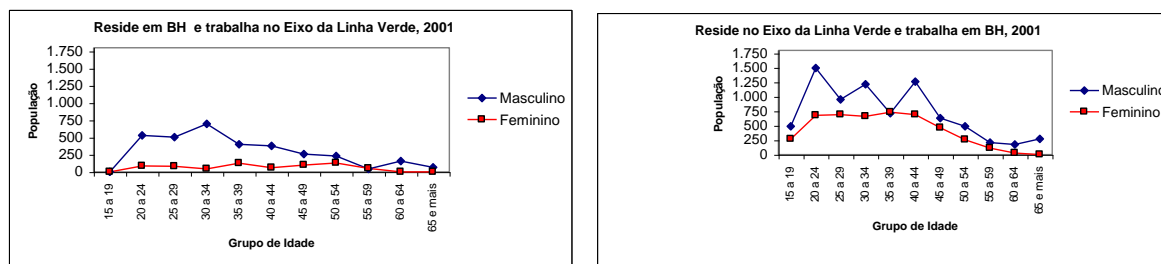 Reside em BH e trabalha no Eixo da Linha Verde, 2001
População
1.750
1.500
1.250
1.000
750
500
250
0
15 a 19
20 a 24
25 a 29
30 a 34
35 a 39
40 a 44
45 a 49
50 a 54
55 a 59
60 a 64
65 e mais
Grupo de Idade
Masculino
Feminino
Reside no Eixo da Linha Verde e trabalha em BH, 2001
População
1.750
1.500
1.250
1.000
750
500
250
0
15 a 19
20 a 24
25 a 29
30 a 34
35 a 39
40 a 44
45 a 49
50 a 54
55 a 59
60 a 64
65 e mais
Grupo de Idade
Masculino
Feminino